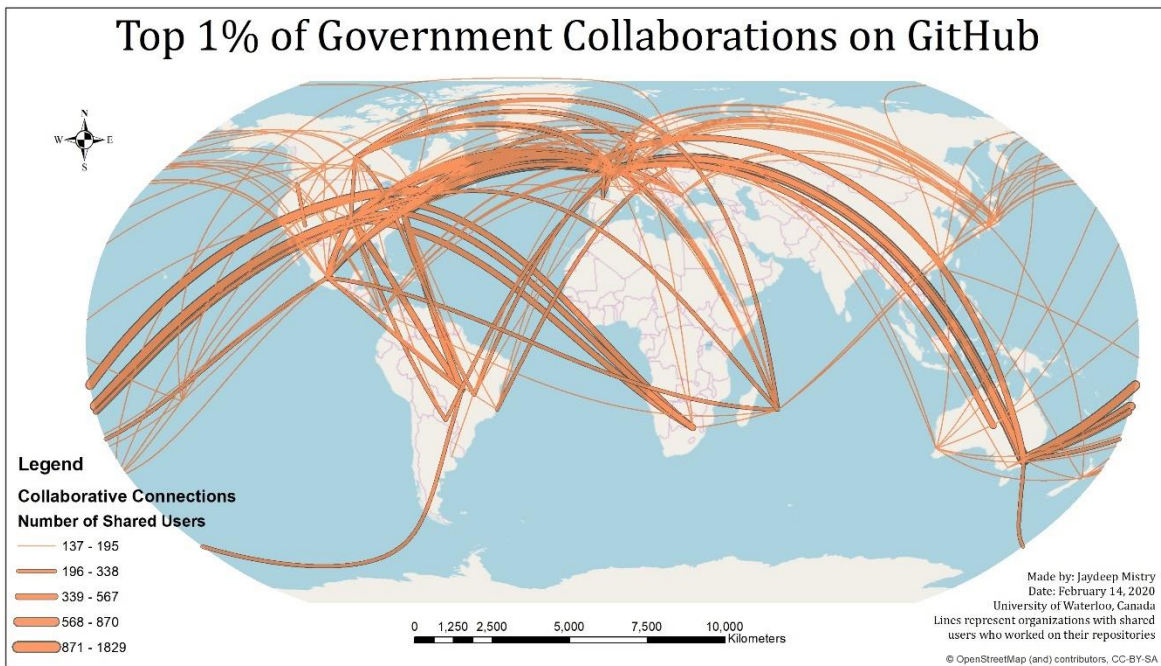 Top 1% of Government Collaborations on GitHub
N
W E
S
Legend
Collaborative Connections
Number of Shared Users
137 - 195
196 - 338
339 - 567
568 - 870
871 - 1829
0 1,250 2,500 5,000 7,500 10,000
Kilometers
Made by: Jaydeep Mistry
Date: February 14, 2020
University of Waterloo, Canada
Lines represent organizations with shared
users who worked on their repositories
© OpenStreetMap (and) contributors, CC-BY-SA